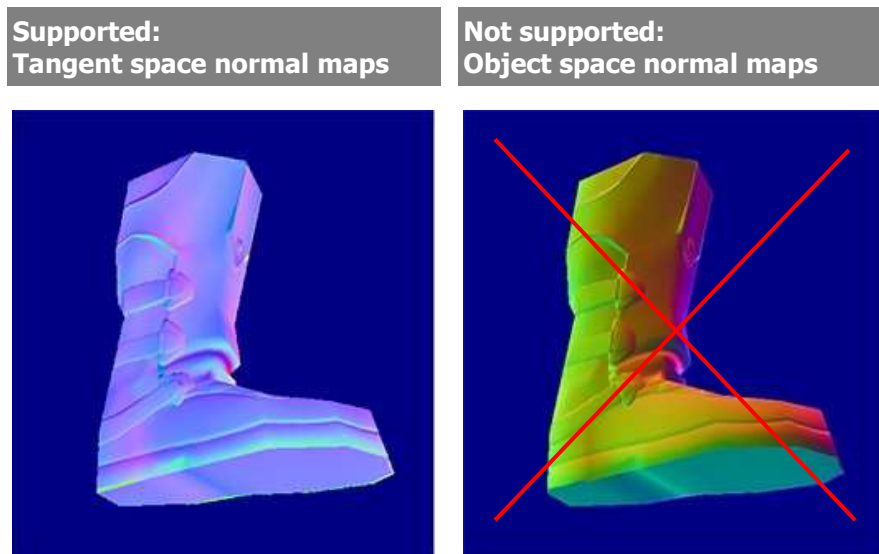 Supported:
Tangent space normal maps
Not supported:
Object space normal maps